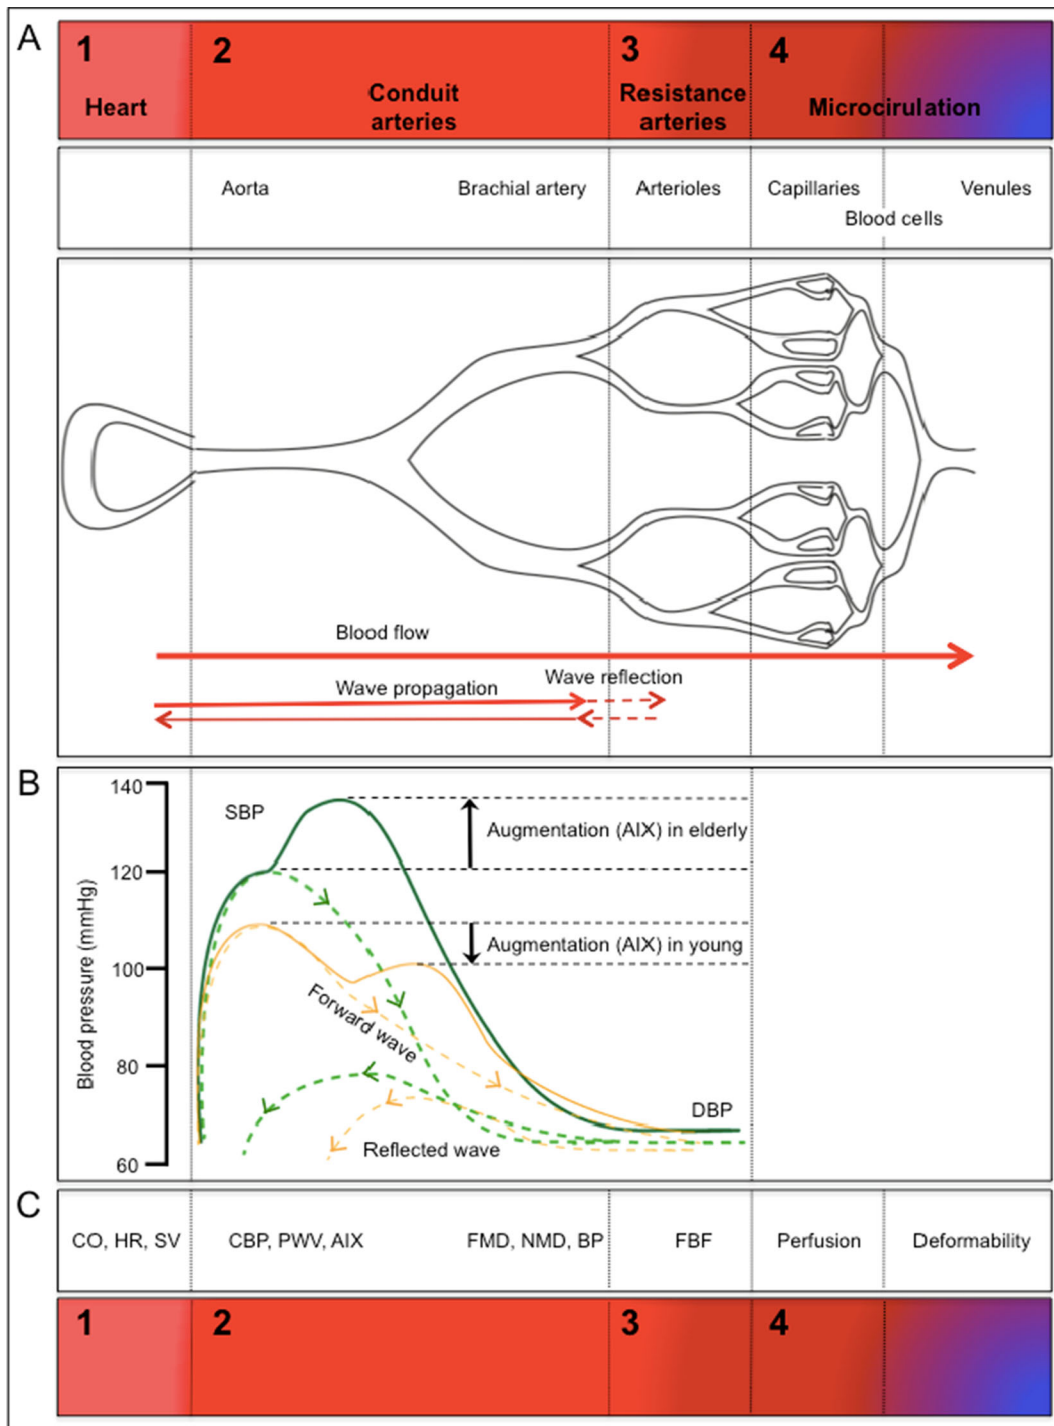 A
1
2
3
4
Heart
Conduit
arteries
Resistance
arteries
Microcirulation
Aorta
Brachial artery
Arterioles
Capillaries
Venules
Blood cells
Blood flow
Wave reflection
Wave propagation
B
140
120
100
80
60
Blood pressure (mmHg)
SBP
Augmentation (AIX) in elderly
Augmentation (AIX) in young
Forward wave
DBP
Reflected wave
C
CO, HR, SV
CBP, PWV, AIX
FMD, NMD, BP
FBF
Perfusion
Deformability
1
2
3
4